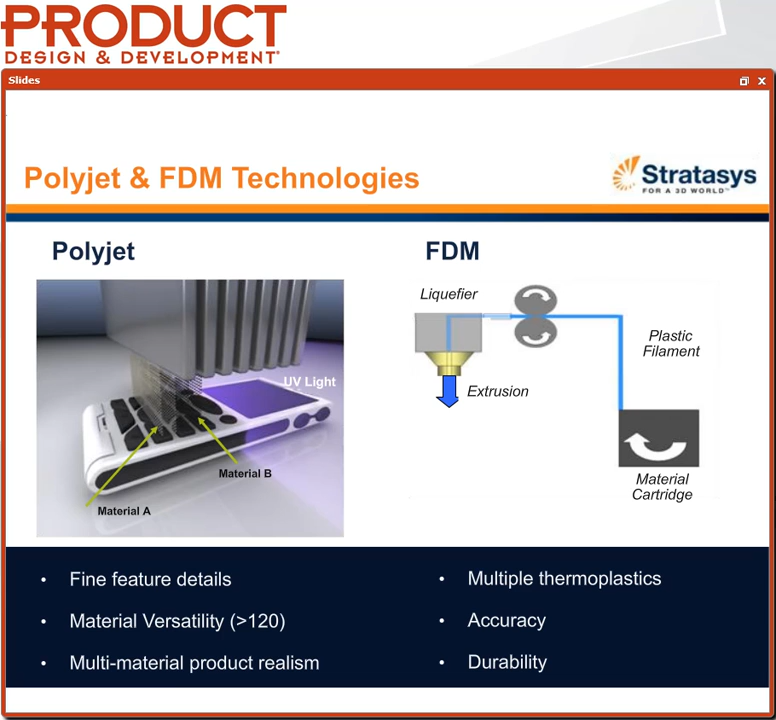 PRODUCT
DESIGN & DEVELOPMENT
Slides
Polyjet & FDM Technologies
Stratasys
FOR A 3D WORLD™
Polyjet
UV Light
Material B
Material A
FDM
Liquefier
Plastic
Filament
Extrusion
Material
Cartridge
• Fine feature details
• Material Versatility (>120)
• Multi-material product realism
• Multiple thermoplastics
• Accuracy
• Durability